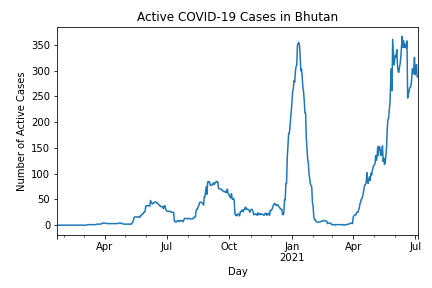 Active COVID-19 Cases in Bhutan
Number of Active Cases
350
300
250
200
150
100
50
0
Apr Jul Oct Jan Apr Jul
2021
Day